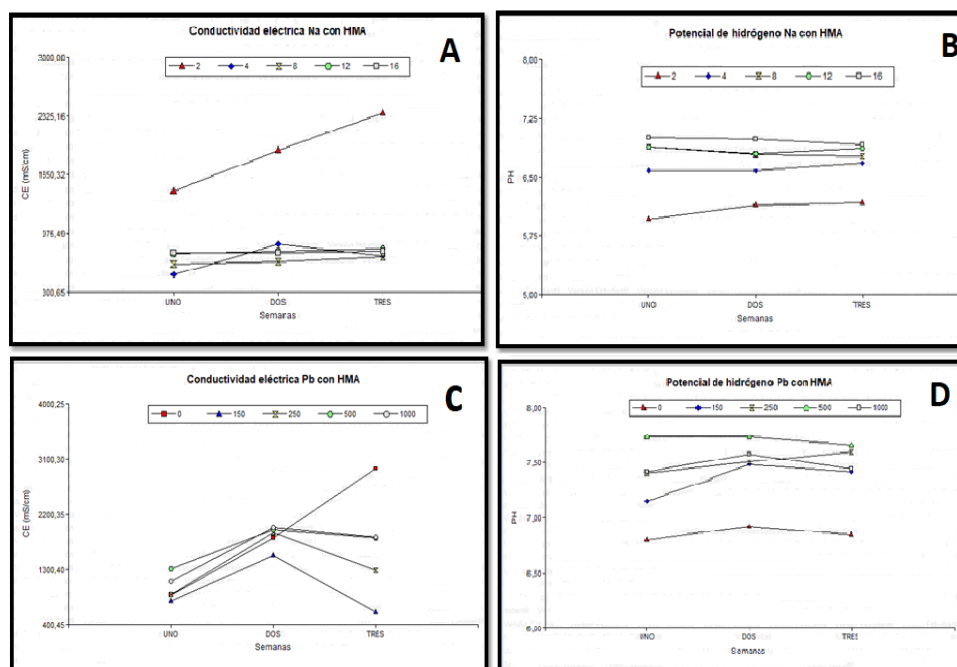 Conductividad eléctrica Na con HMA
A
2 4 8 12 16
3000,00
2325,16
1650,32
975,49
300,65
CE (mS/cm)
UNO DOS TRES
Semanas
Potencial de hidrógeno Na con HMA
B
2 4 8 12 16
8,00
7,25
6,50
5,75
5,00
PH
UNO DOS TRES
Semanas
Conductividad eléctrica Pb con HMA
C
0 150 250 500 1000
4000,25
3100,30
2200,35
1300,40
400,45
CE (mS/cm)
UNO DOS TRES
Semanas
Potencial de hidrógeno Pb con HMA
D
0 150 250 500 1000
8,00
7,50
7,00
6,50
6,00
PH
UNO DOS TRES
Semanas